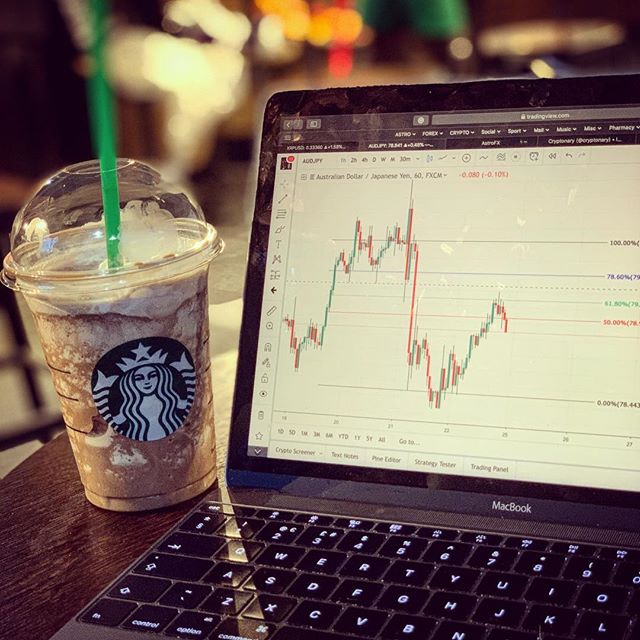 tradingview.com
ASTRO FOREX CRYPTO Social Sport Mail Music Misc Pharmacy
XRPUSD: 0.33360 ▲+1.58% AUDJPY: 78.841 ▲+0.48% AstroFX Cryptonary (@cryptonary)
AUDJPY 1h 2h 4h D W M 30m
Australian Dollar / Japanese Yen, 60, FXCM -0.080 (-0.10%)
100.00%
78.60%(79.
61.80%(
50.00%(78.
0.00%(78.443
19 20 21 22 24 25 26 27
1D 5D 1M 3M 6M YTD 1Y 5Y All Go to...
Crypto Screener Text Notes Pine Editor Strategy Tester Trading Panel
MacBook
Q W E R T Y U I O
A S D F G H J K L
Z X C V B N M
fn control option